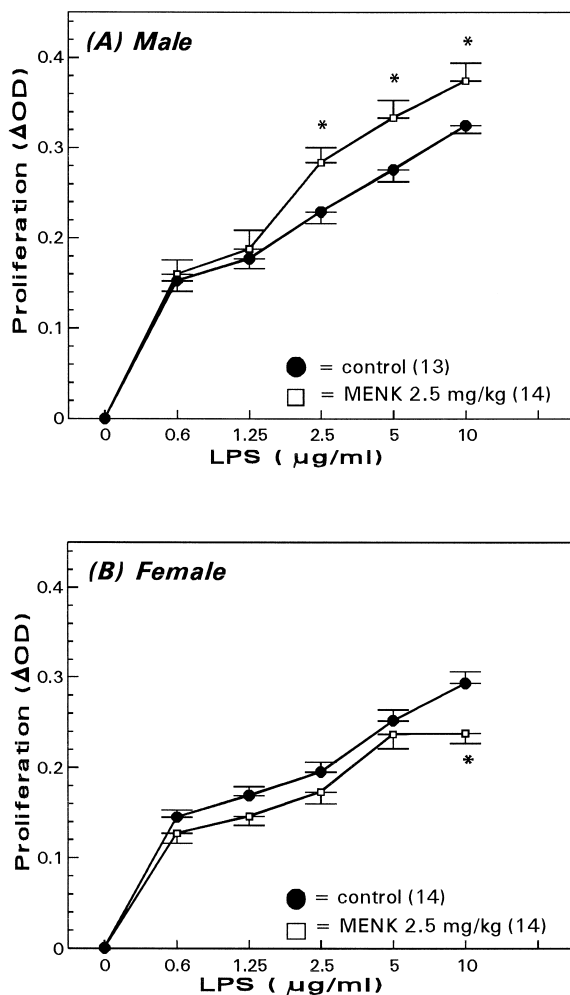 (A) Male
0.4
0.3
0.2
0.1
0
Proliferation (ΔOD)
* * *
● = control (13)
□ = MENK 2.5 mg/kg (14)
0 0.6 1.25 2.5 5 10
LPS ( µg/ml)
(B) Female
0.4
0.3
0.2
0.1
0
Proliferation (ΔOD)
*
● = control (14)
□ = MENK 2.5 mg/kg (14)
0 0.6 1.25 2.5 5 10
LPS ( µg/ml)